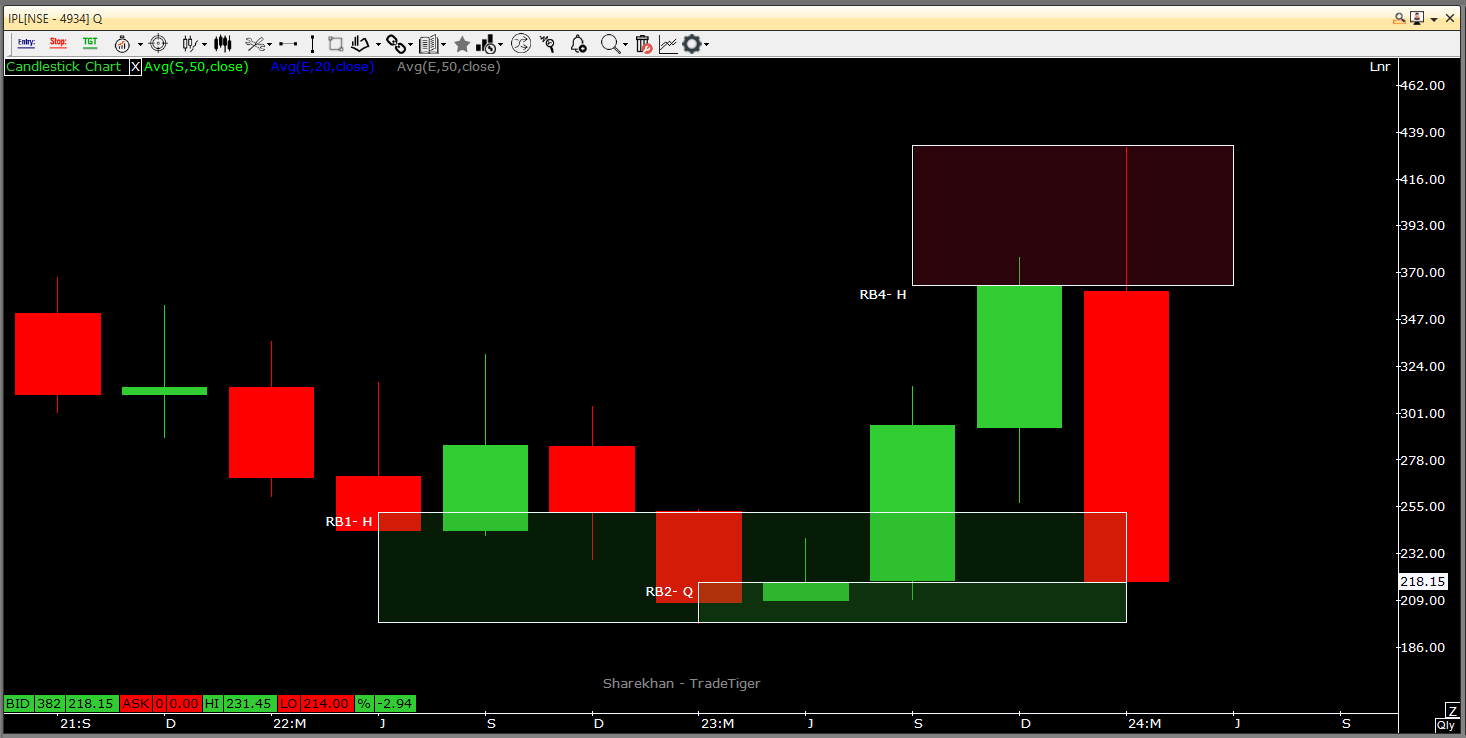 IPL[NSE - 4934] Q
Entry: Stop: TGT
Candlestick Chart X Avg(S,50,close) Avg(E,20,close) Avg(E,50,close) Lnr
462.00
439.00
416.00
393.00
370.00
RB4- H
347.00
324.00
301.00
278.00
255.00
RB1- H
232.00
218.15
RB2- Q
209.00
186.00
Sharekhan - TradeTiger
BID 382 218.15 ASK 0 0.00 HI 231.45 LO 214.00 % -2.94
Z
21:S D 22:M J S D 23:M J S D 24:M J S Qly